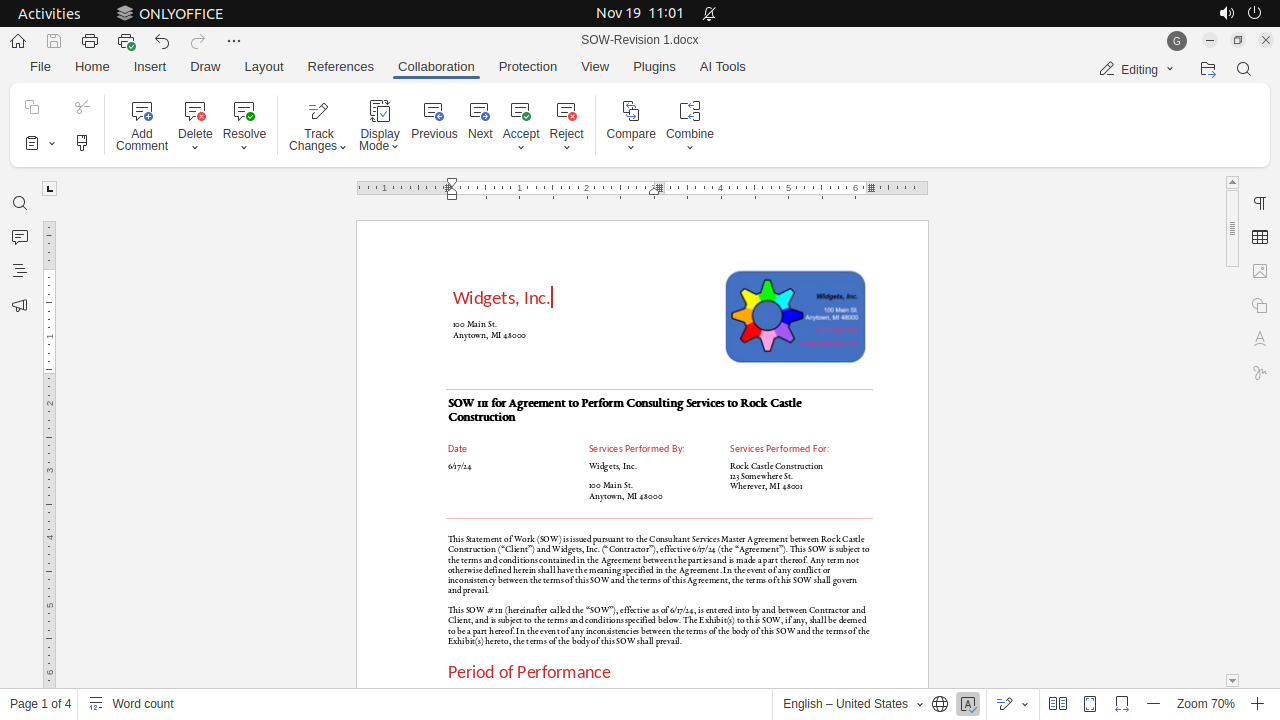 Activities ONLYOFFICE Nov 19 11:01
SOW-Revision 1.docx G
File Home Insert Draw Layout References Collaboration Protection View Plugins AI Tools Editing
Add Comment Delete Resolve Track Changes Display Mode Previous Next Accept Reject Compare Combine
1 1 2 3 4 5 6
Widgets, Inc.
100 Main St.
Anytown, MI 48000
Widgets, Inc.
100 Main St.
Anytown, MI 48000
SOW 111 for Agreement to Perform Consulting Services to Rock Castle
Construction
Date Services Performed By: Services Performed For:
6/17/24 Widgets, Inc. Rock Castle Construction
123 Somewhere St.
100 Main St. Wherever, MI 48001
Anytown, MI 48000
This Statement of Work (SOW) is issued pursuant to the Consultant Services Master Agreement between Rock Castle
Construction (“Client”) and Widgets, Inc. (“Contractor”), effective 6/17/24 (the “Agreement”). This SOW is subject to
the terms and conditions contained in the Agreement between the parties and is made a part thereof. Any term not
otherwise defined herein shall have the meaning specified in the Agreement. In the event of any conflict or
inconsistency between the terms of this SOW and the terms of this Agreement, the terms of this SOW shall govern
and prevail.
This SOW # 111 (hereinafter called the “SOW”), effective as of 6/17/24, is entered into by and between Contractor and
Client, and is subject to the terms and conditions specified below. The Exhibit(s) to this SOW, if any, shall be deemed
to be a part hereof. In the event of any inconsistencies between the terms of the body of this SOW and the terms of the
Exhibit(s) hereto, the terms of the body of this SOW shall prevail.
Period of Performance
1
2
3
4
5
6
Page 1 of 4 Word count English – United States Zoom 70%